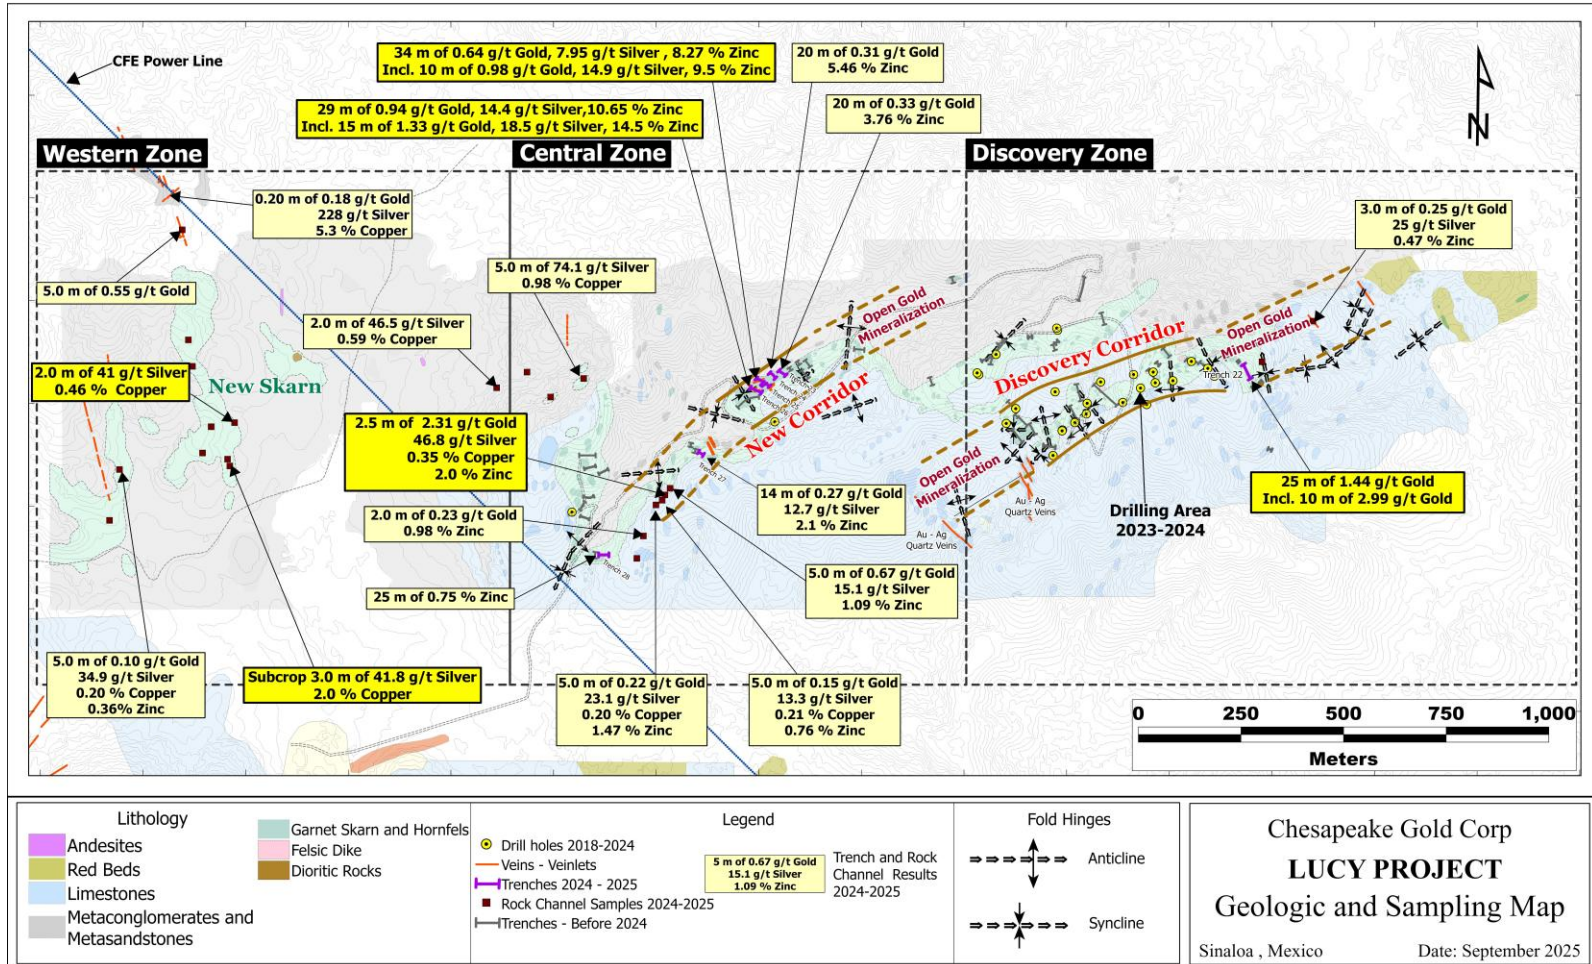 CFE Power Line
34 m of 0.64 g/t Gold, 7.95 g/t Silver , 8.27 % Zinc
Incl. 10 m of 0.98 g/t Gold, 14.9 g/t Silver, 9.5 % Zinc
20 m of 0.31 g/t Gold
5.46 % Zinc
29 m of 0.94 g/t Gold, 14.4 g/t Silver,10.65 % Zinc
Incl. 15 m of 1.33 g/t Gold, 18.5 g/t Silver, 14.5 % Zinc
20 m of 0.33 g/t Gold
3.76 % Zinc
N
Western Zone
Central Zone
Discovery Zone
0.20 m of 0.18 g/t Gold
228 g/t Silver
5.3 % Copper
3.0 m of 0.25 g/t Gold
25 g/t Silver
0.47 % Zinc
5.0 m of 0.55 g/t Gold
5.0 m of 74.1 g/t Silver
0.98 % Copper
2.0 m of 46.5 g/t Silver
0.59 % Copper
Open Gold
Mineralization
Open Gold
Mineralization
Discovery Corridor
2.0 m of 41 g/t Silver
0.46 % Copper
New Skarn
Trench 22
New Corridor
2.5 m of 2.31 g/t Gold
46.8 g/t Silver
0.35 % Copper
2.0 % Zinc
Trench 27
Open Gold
Mineralization
14 m of 0.27 g/t Gold
12.7 g/t Silver
2.1 % Zinc
25 m of 1.44 g/t Gold
Incl. 10 m of 2.99 g/t Gold
Au - Ag
Quartz Veins
Drilling Area
2023-2024
2.0 m of 0.23 g/t Gold
0.98 % Zinc
Au - Ag
Quartz Veins
Trench 28
25 m of 0.75 % Zinc
5.0 m of 0.67 g/t Gold
15.1 g/t Silver
1.09 % Zinc
5.0 m of 0.10 g/t Gold
34.9 g/t Silver
0.20 % Copper
0.36% Zinc
Subcrop 3.0 m of 41.8 g/t Silver
2.0 % Copper
5.0 m of 0.22 g/t Gold
23.1 g/t Silver
0.20 % Copper
1.47 % Zinc
5.0 m of 0.15 g/t Gold
13.3 g/t Silver
0.21 % Copper
0.76 % Zinc
0 250 500 750 1,000
Meters
Lithology
Andesites
Red Beds
Limestones
Metaconglomerates and
Metasandstones
Garnet Skarn and Hornfels
Felsic Dike
Dioritic Rocks
Legend
Drill holes 2018-2024
Veins - Veinlets
Trenches 2024 - 2025
Rock Channel Samples 2024-2025
Trenches - Before 2024
5 m of 0.67 g/t Gold
15.1 g/t Silver
1.09 % Zinc
Trench and Rock
Channel Results
2024-2025
Fold Hinges
Anticline
Syncline
Chesapeake Gold Corp
LUCY PROJECT
Geologic and Sampling Map
Sinaloa , Mexico Date: September 2025